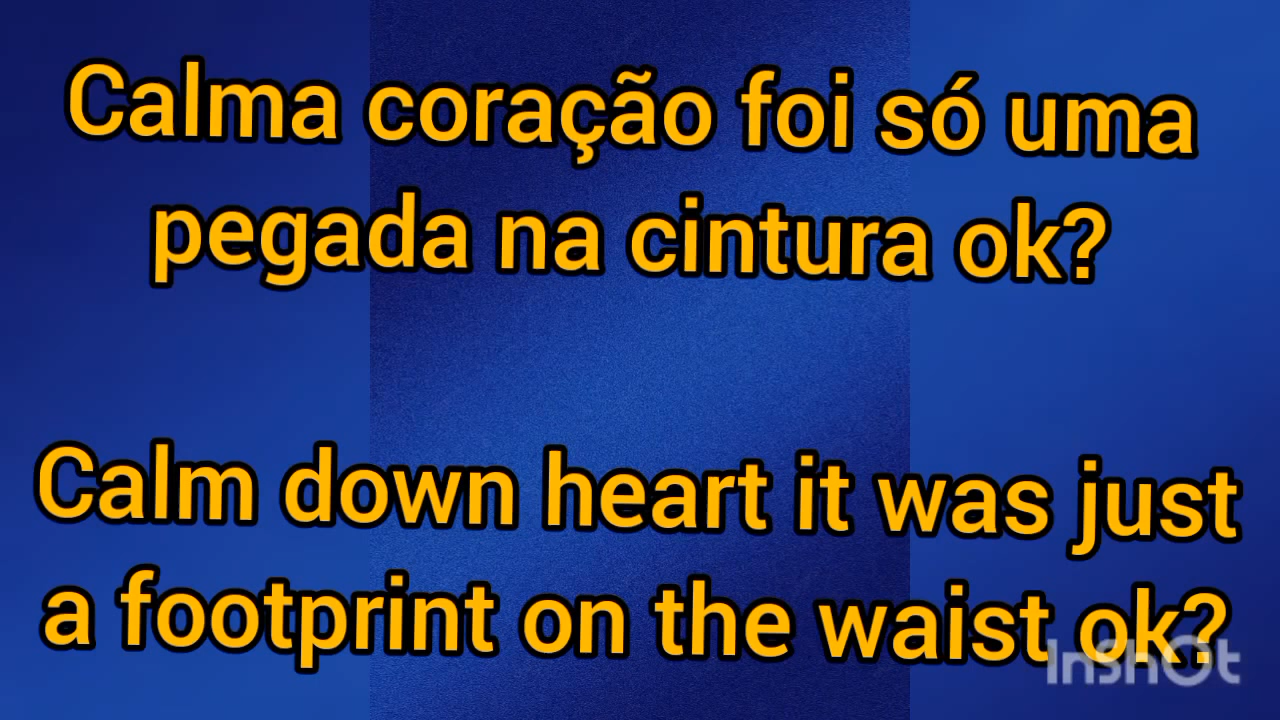 Calma coração foi só uma
pegada na cintura ok?
Calm down heart it was just
a footprint on the waist ok?
InShOt